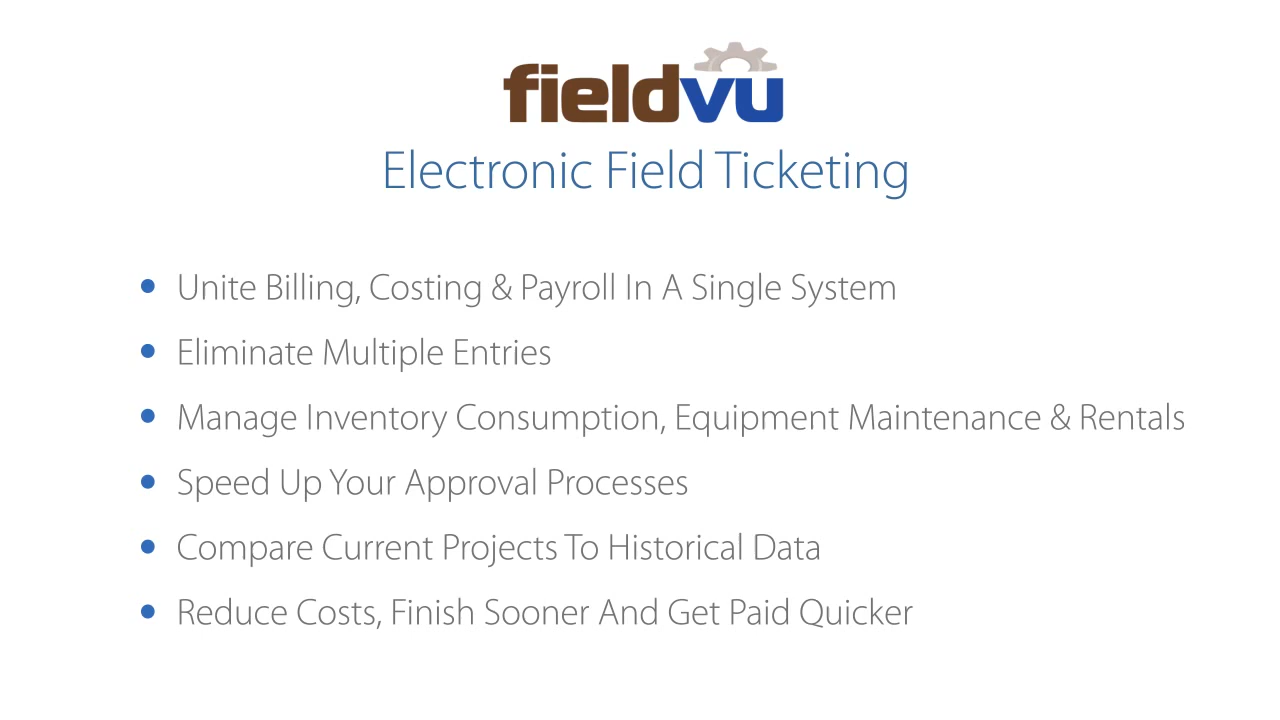 fieldvu
Electronic Field Ticketing
• Unite Billing, Costing & Payroll In A Single System
• Eliminate Multiple Entries
• Manage Inventory Consumption, Equipment Maintenance & Rentals
• Speed Up Your Approval Processes
• Compare Current Projects To Historical Data
• Reduce Costs, Finish Sooner And Get Paid Quicker